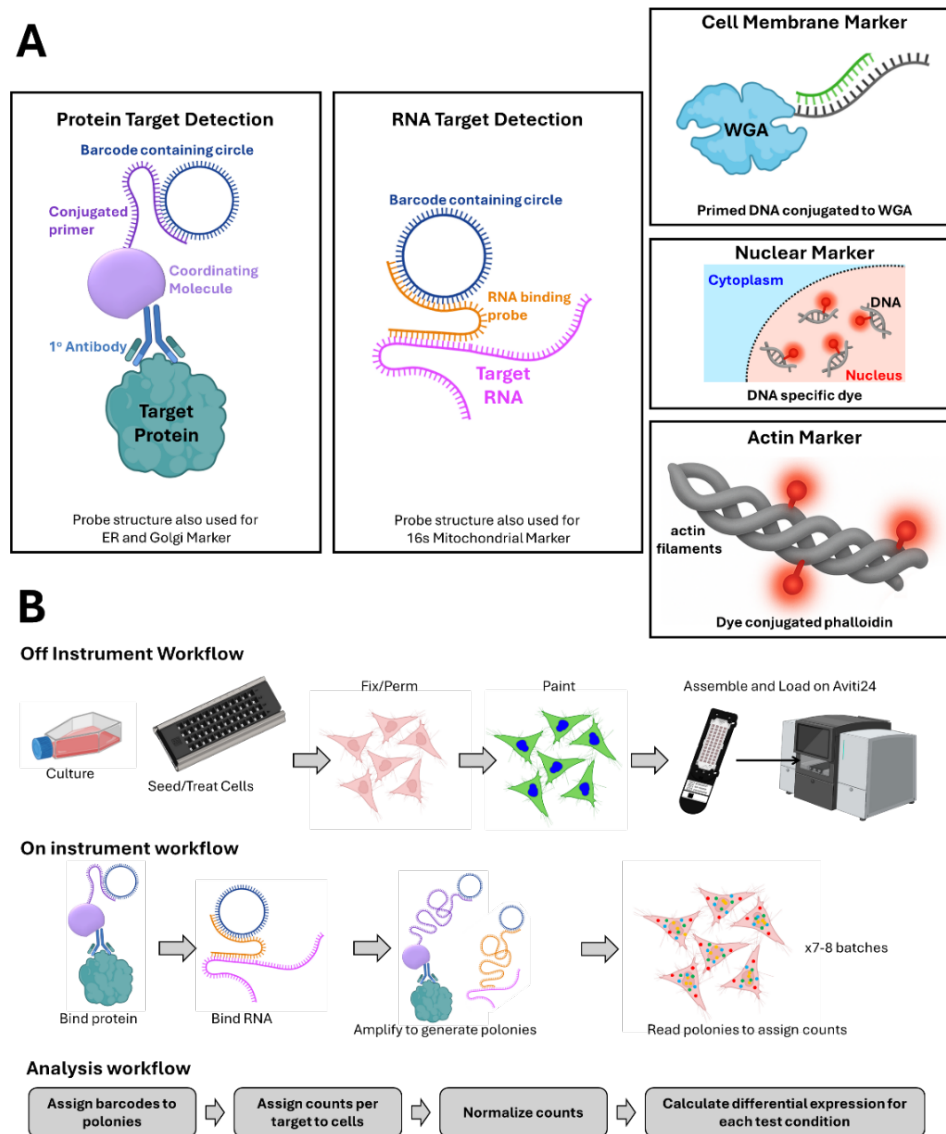 A
Protein Target Detection
Barcode containing circle
Conjugated
primer
Coordinating
Molecule
1º Antibody
Target
Protein
Probe structure also used for
ER and Golgi Marker
RNA Target Detection
Barcode containing circle
RNA binding
probe
Target
RNA
Probe structure also used for
16s Mitochondrial Marker
Cell Membrane Marker
WGA
Primed DNA conjugated to WGA
Nuclear Marker
Cytoplasm
DNA
Nucleus
DNA specific dye
Actin Marker
actin
filaments
Dye conjugated phalloidin
B
Off Instrument Workflow
Culture
Seed/Treat Cells
Fix/Perm
Paint
Assemble and Load on Aviti24
On instrument workflow
Bind protein
Bind RNA
Amplify to generate polonies
x7-8 batches
Read polonies to assign counts
Analysis workflow
Assign barcodes to
polonies
Assign counts per
target to cells
Normalize counts
Calculate differential expression for
each test condition